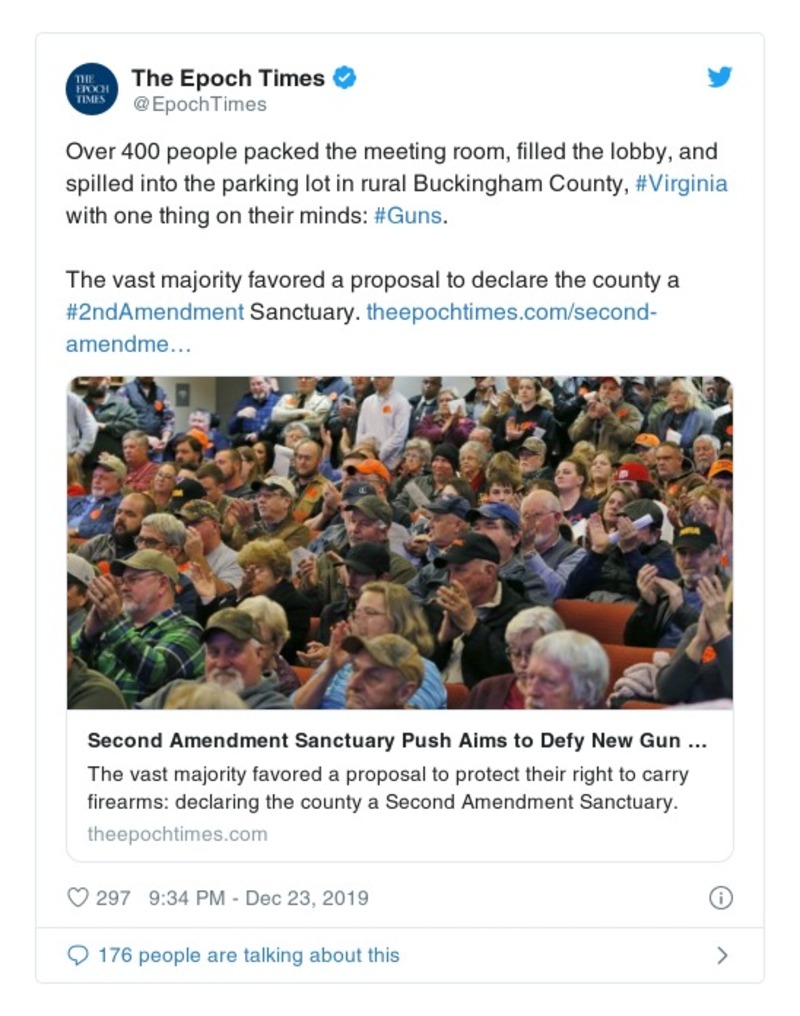 THE
EPOCH
TIMES
The Epoch Times
@EpochTimes
Over 400 people packed the meeting room, filled the lobby, and
spilled into the parking lot in rural Buckingham County, #Virginia
with one thing on their minds: #Guns.
The vast majority favored a proposal to declare the county a
#2ndAmendment Sanctuary. theepochtimes.com/second-
amendme…
Second Amendment Sanctuary Push Aims to Defy New Gun ...
The vast majority favored a proposal to protect their right to carry
firearms: declaring the county a Second Amendment Sanctuary.
theepochtimes.com
297 9:34 PM - Dec 23, 2019
176 people are talking about this